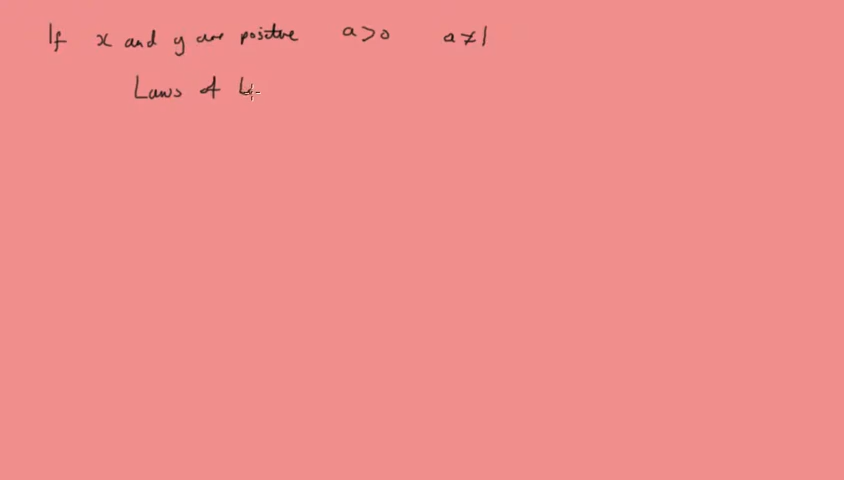 If x and y are positive a>0 a≠1
Laws of L